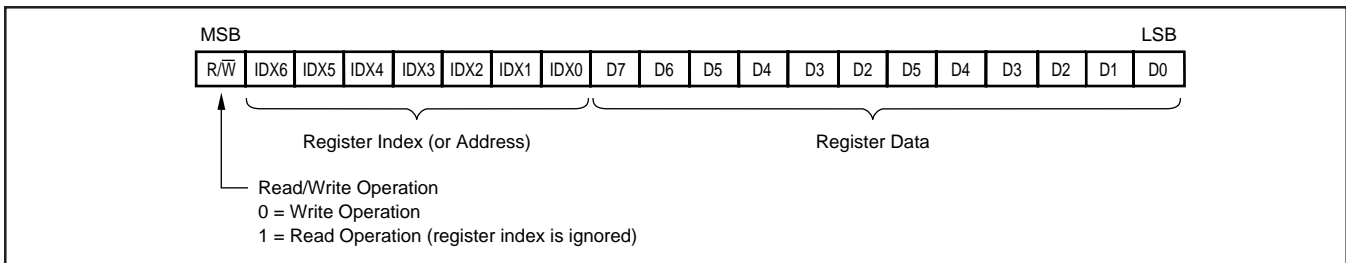 MSB LSB
R/W̅ IDX6 IDX5 IDX4 IDX3 IDX2 IDX1 IDX0 D7 D6 D5 D4 D3 D2 D5 D4 D3 D2 D1 D0
Register Index (or Address) Register Data
Read/Write Operation
0 = Write Operation
1 = Read Operation (register index is ignored)